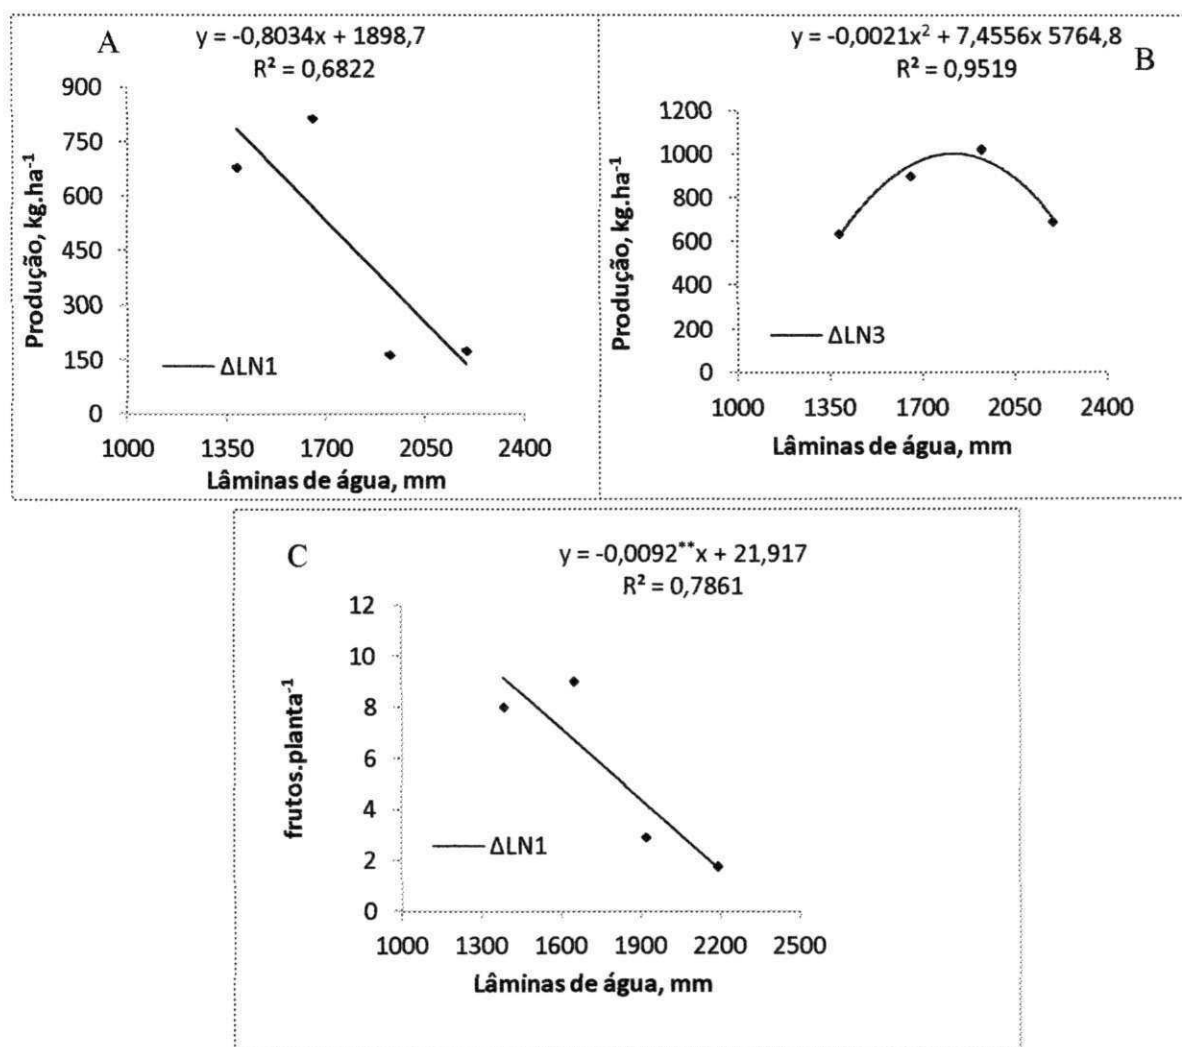 A
y = -0,8034x + 1898,7
R² = 0,6822
900
750
600
450
300
150
0
Produção, kg.ha⁻¹
ΔLN1
1000 1350 1700 2050 2400
Lâminas de água, mm
y = -0,0021x² + 7,4556x 5764,8
R² = 0,9519
B
1200
1000
800
600
400
200
0
Produção, kg.ha⁻¹
ΔLN3
1000 1350 1700 2050 2400
Lâminas de água, mm
C
y = -0,0092**x + 21,917
R² = 0,7861
12
10
8
6
4
2
0
frutos.planta⁻¹
ΔLN1
1000 1300 1600 1900 2200 2500
Lâminas de água, mm